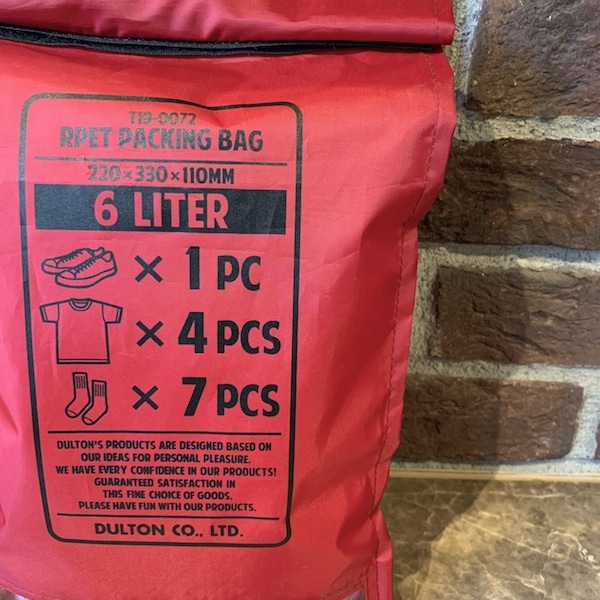 T19-0072
RPET PACKING BAG
220×330×110MM
6 LITER
× 1 PC
× 4 PCS
× 7 PCS
DULTON'S PRODUCTS ARE DESIGNED BASED ON
OUR IDEAS FOR PERSONAL PLEASURE.
WE HAVE EVERY CONFIDENCE IN OUR PRODUCTS!
GUARANTEED SATISFACTION IN
THIS FINE CHOICE OF GOODS.
PLEASE HAVE FUN WITH OUR PRODUCTS.
DULTON CO., LTD.